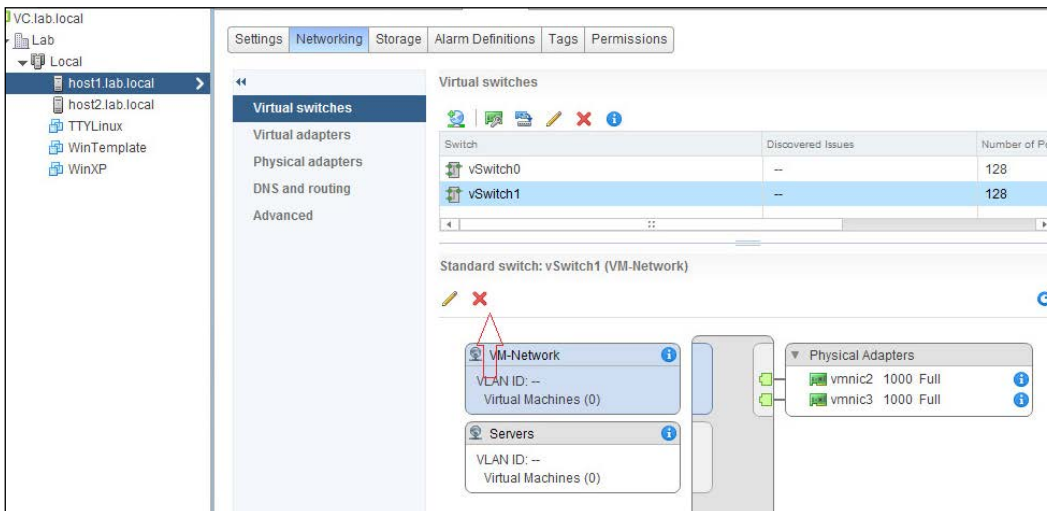 VC.lab.local
Lab
Local
host1.lab.local
host2.lab.local
TTYLinux
WinTemplate
WinXP
Settings Networking Storage Alarm Definitions Tags Permissions
Virtual switches
Virtual adapters
Physical adapters
DNS and routing
Advanced
Virtual switches
Switch Discovered Issues Number of P
vSwitch0 -- 128
vSwitch1 -- 128
Standard switch: vSwitch1 (VM-Network)
VM-Network
VLAN ID: --
Virtual Machines (0)
Servers
VLAN ID: --
Virtual Machines (0)
Physical Adapters
vmnic2 1000 Full
vmnic3 1000 Full